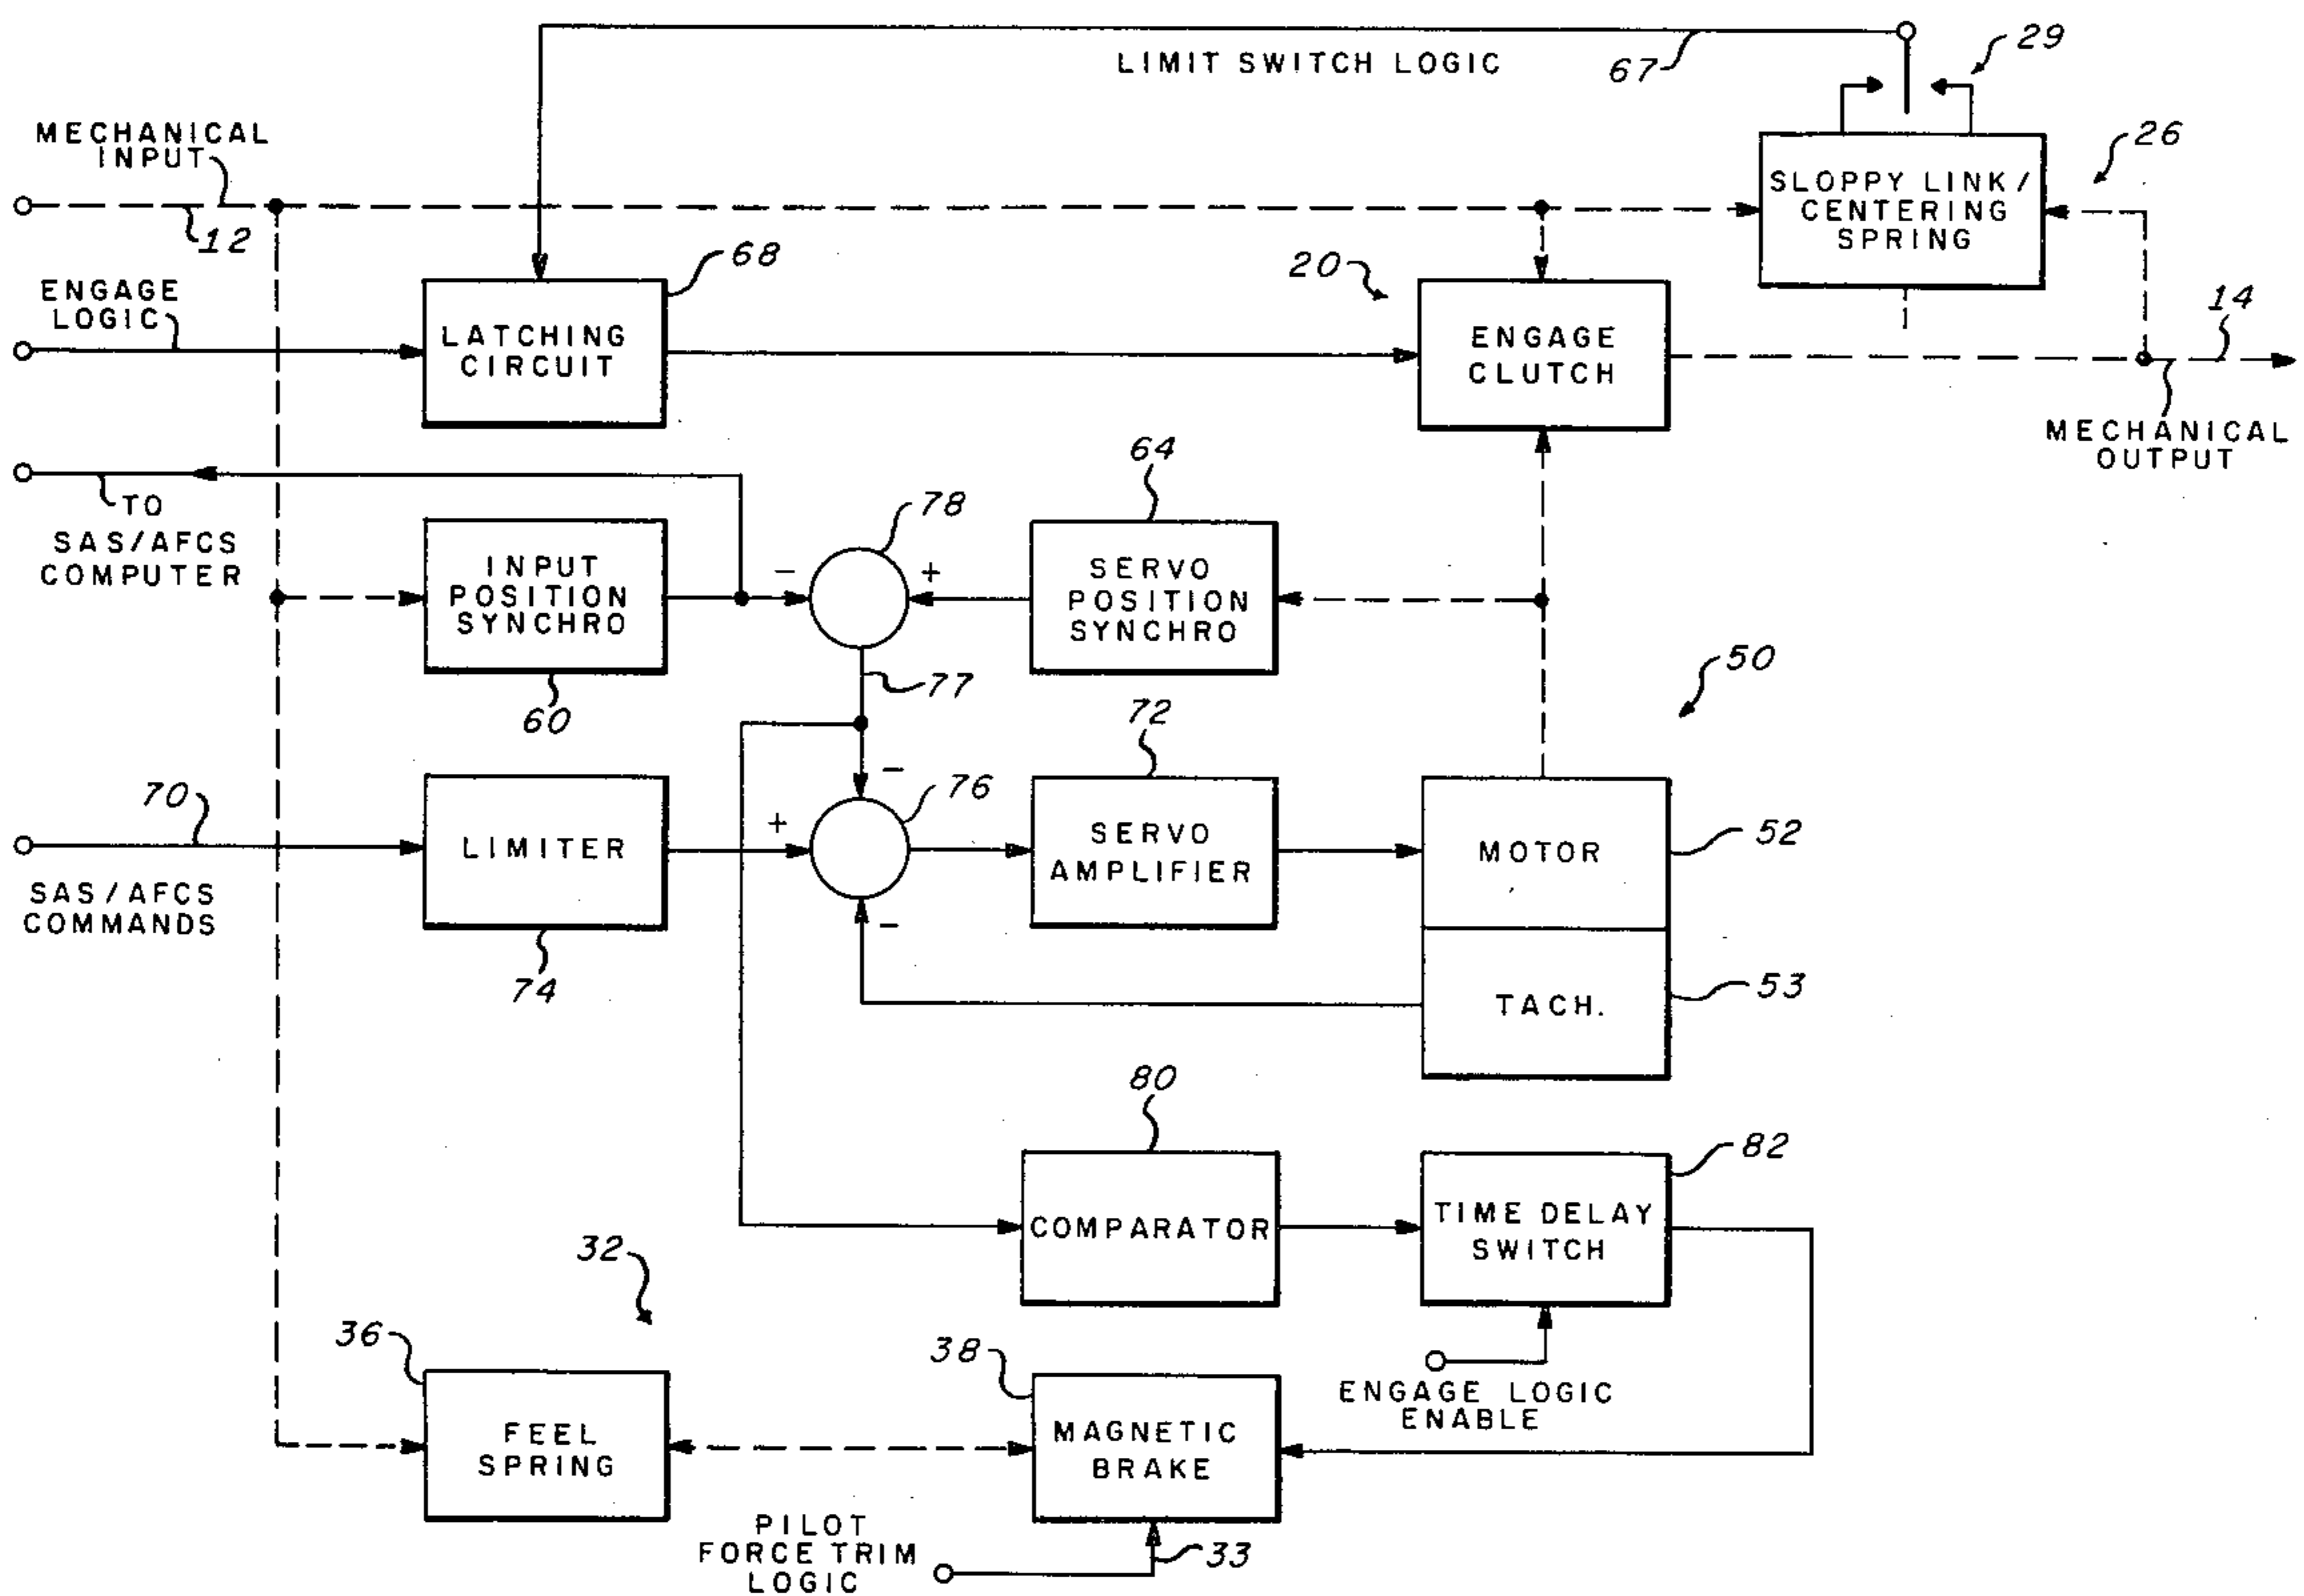 LIMIT SWITCH LOGIC
67
29
MECHANICAL
INPUT
26
SLOPPY LINK/
CENTERING
SPRING
12
68
20
ENGAGE
LOGIC
14
LATCHING
CIRCUIT
ENGAGE
CLUTCH
MECHANICAL
OUTPUT
64
78
TO
SAS/AFCS
COMPUTER
INPUT
POSITION
SYNCHRO
-
+
SERVO
POSITION
SYNCHRO
50
77
60
72
-
76
70
+
LIMITER
SERVO
AMPLIFIER
MOTOR
52
SAS/AFCS
COMMANDS
-
74
TACH.
53
80
82
COMPARATOR
TIME DELAY
SWITCH
32
36
38
ENGAGE LOGIC
ENABLE
FEEL
SPRING
MAGNETIC
BRAKE
PILOT
FORCE TRIM
LOGIC
33